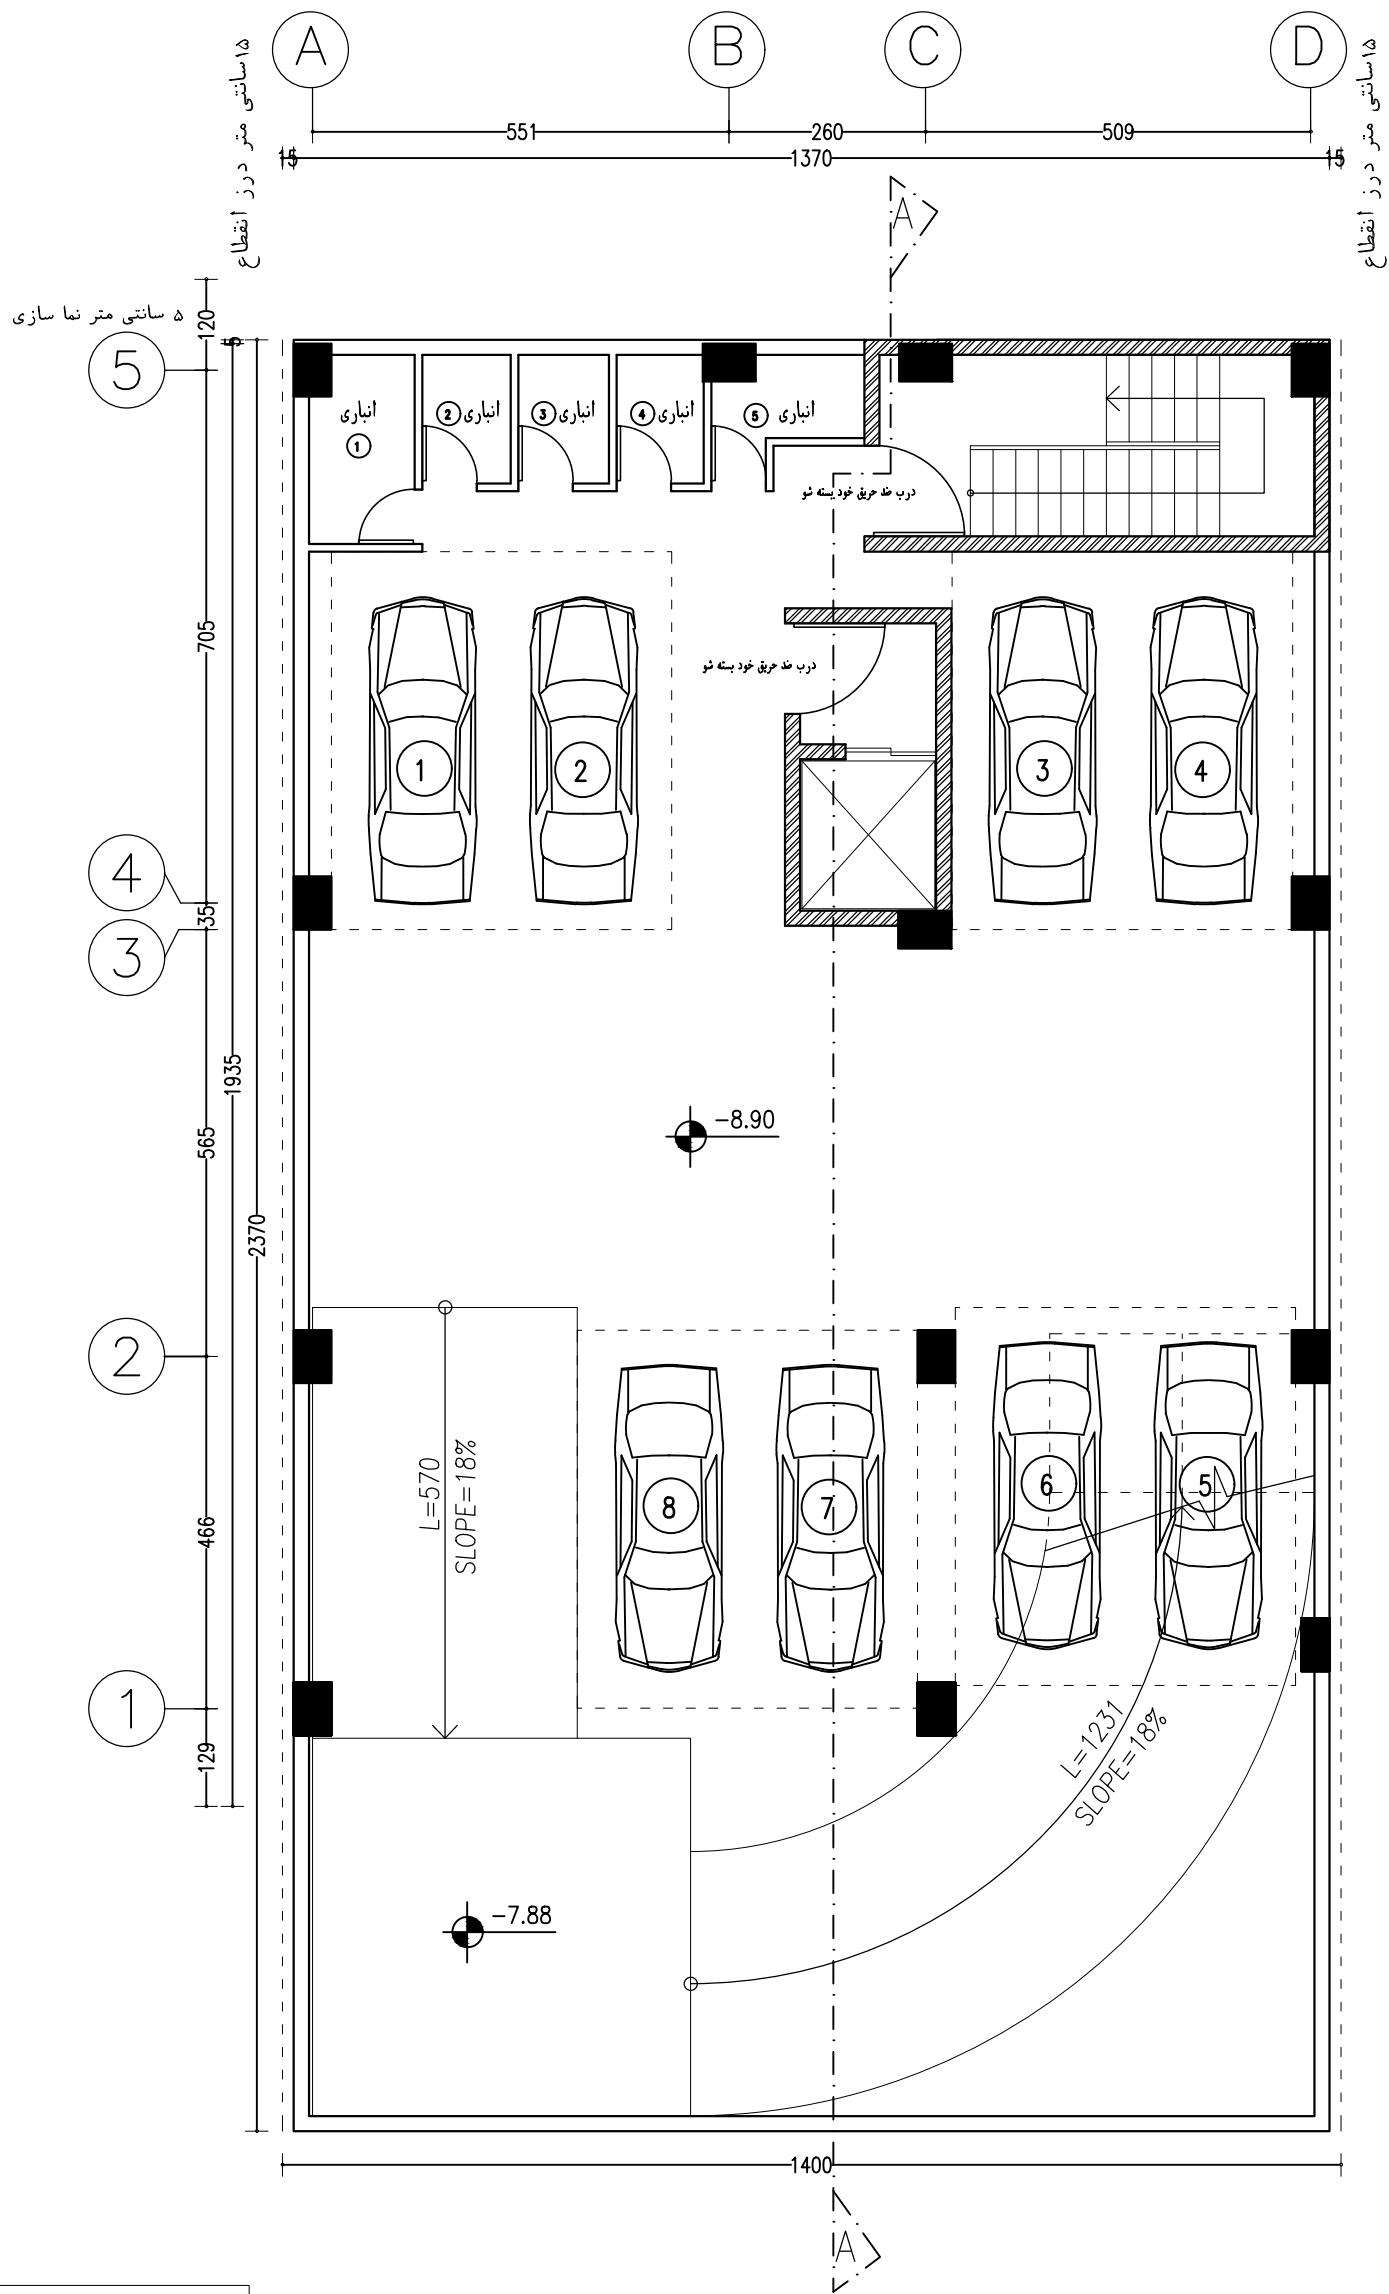 A B C D
۱۵سانتی متر درز انقطاع
۱۵سانتی متر درز انقطاع
551 260 509
15 1370 15
A
۵ سانتی متر نما سازی
120
5
5
انباری
1
انباری 2
انباری 3
انباری 4
انباری 5
درب ضد حریق خود بسته شو
درب ضد حریق خود بسته شو
705
1 2 3 4
4
35
3
1935
565
-8.90
2370
2
L=570
SLOPE=18%
8 7 6 5
466
1
129
L=1231
SLOPE=18%
-7.88
1400
A